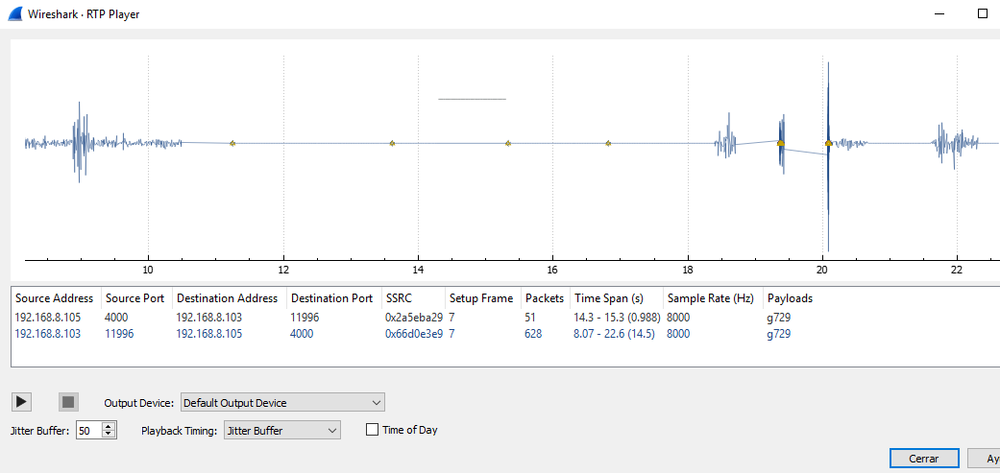 Wireshark · RTP Player
10 12 14 16 18 20 22
Source Address Source Port Destination Address Destination Port SSRC Setup Frame Packets Time Span (s) Sample Rate (Hz) Payloads
192.168.8.105 4000 192.168.8.103 11996 0x2a5eba29 7 51 14.3 - 15.3 (0.988) 8000 g729
192.168.8.103 11996 192.168.8.105 4000 0x66d0e3e9 7 628 8.07 - 22.6 (14.5) 8000 g729
Output Device: Default Output Device
Jitter Buffer: 50 Playback Timing: Jitter Buffer Time of Day
Cerrar Ay